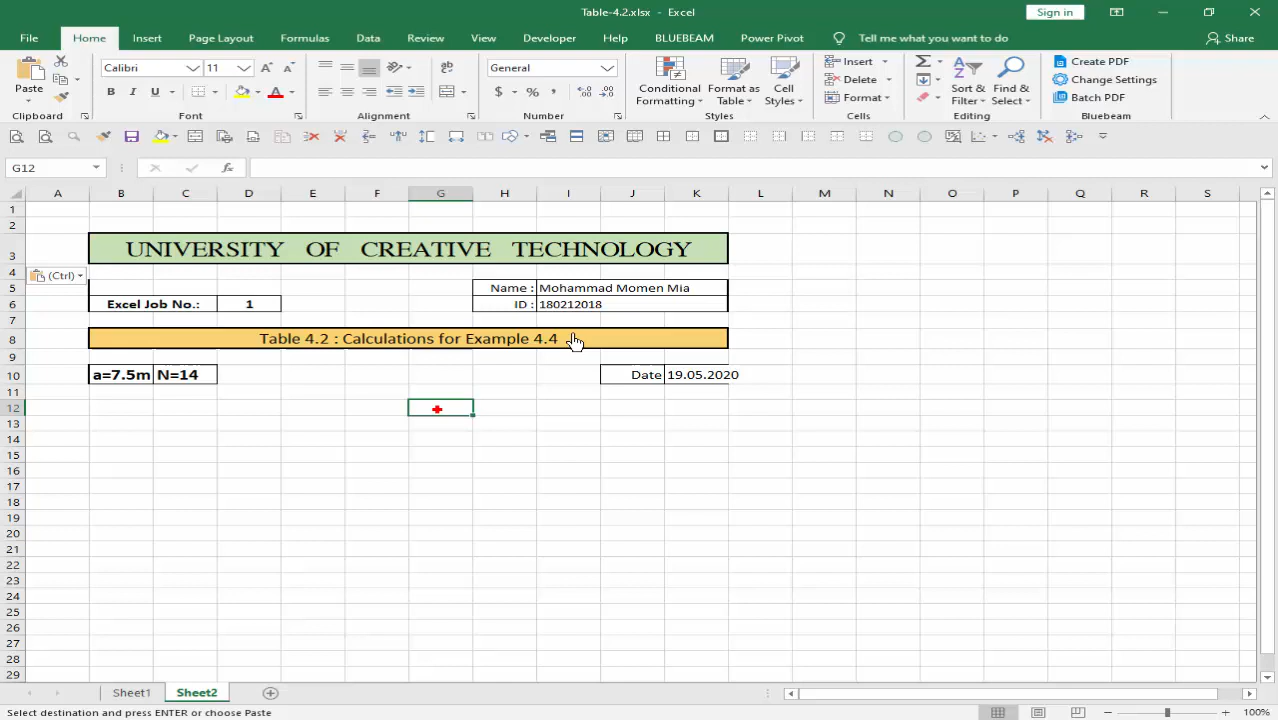 Table-4.2.xlsx - Excel
Sign in
File Home Insert Page Layout Formulas Data Review View Developer Help BLUEBEAM Power Pivot Tell me what you want to do Share
Paste
Clipboard
Calibri 11
B I U
Font
Alignment
General
$ % ,
Number
Conditional Formatting
Format as Table
Cell Styles
Styles
Insert
Delete
Format
Cells
Sort & Filter
Find & Select
Editing
Create PDF
Change Settings
Batch PDF
Bluebeam
G12
fx
A B C D E F G H I J K L M N O P Q R S
1
2
3 UNIVERSITY OF CREATIVE TECHNOLOGY
4 (Ctrl)
5 Name : Mohammad Momen Mia
6 Excel Job No.: 1 ID : 180212018
7
8 Table 4.2 : Calculations for Example 4.4
9
10 a=7.5m N=14 Date 19.05.2020
11
12
13
14
15
16
17
18
19
20
21
22
23
24
25
26
27
28
29
Sheet1 Sheet2
Select destination and press ENTER or choose Paste
100%